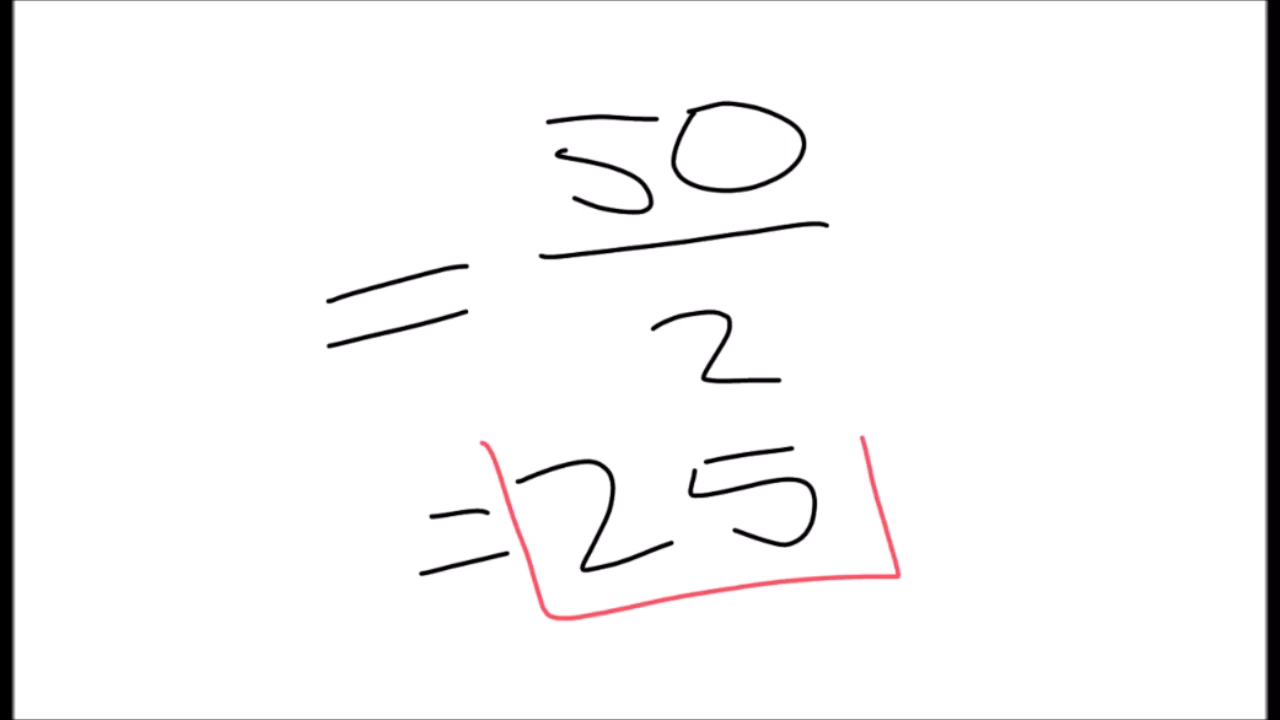 = 50/2
= 25